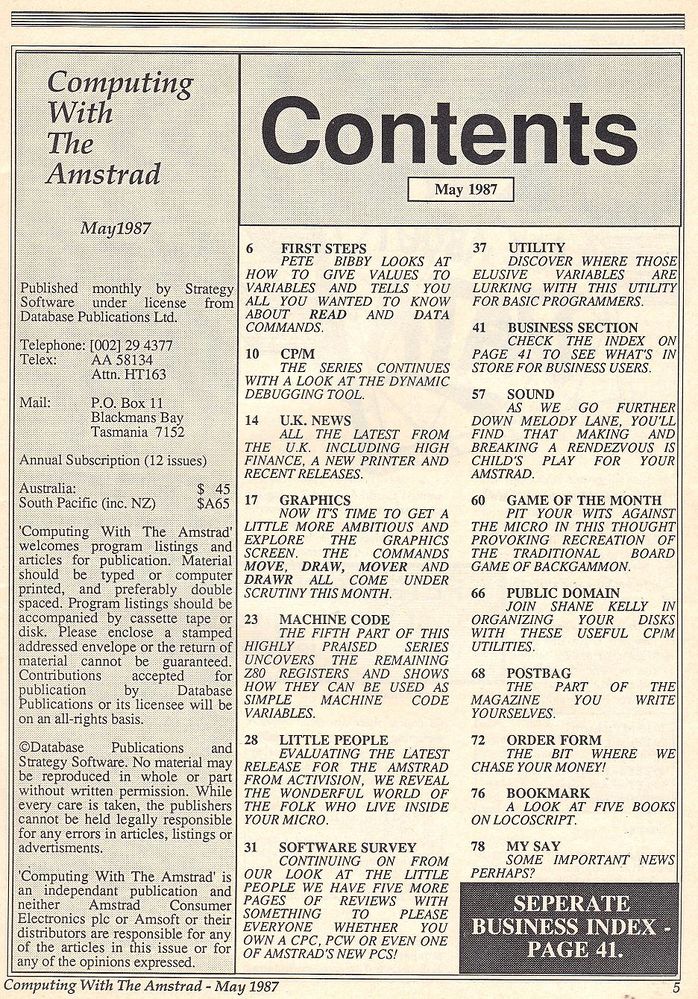 Computing
With
The
Amstrad
May1987
Published monthly by Strategy
Software under license from
Database Publications Ltd.
Telephone: [002] 29 4377
Telex: AA 58134
Attn. HT163
Mail: P.O. Box 11
Blackmans Bay
Tasmania 7152
Annual Subscription (12 issues)
Australia: $ 45
South Pacific (inc. NZ) $A65
'Computing With The Amstrad'
welcomes program listings and
articles for publication. Material
should be typed or computer
printed, and preferably double
spaced. Program listings should be
accompanied by cassette tape or
disk. Please enclose a stamped
addressed envelope or the return of
material cannot be guaranteed.
Contributions accepted for
publication by Database
Publications or its licensee will be
on an all-rights basis.
©Database Publications and
Strategy Software. No material may
be reproduced in whole or part
without written permission. While
every care is taken, the publishers
cannot be held legally responsible
for any errors in articles, listings or
advertisments.
'Computing With The Amstrad' is
an independant publication and
neither Amstrad Consumer
Electronics plc or Amsoft or their
distributors are responsible for any
of the articles in this issue or for
any of the opinions expressed.
Contents
May 1987
6 FIRST STEPS
PETE BIBBY LOOKS AT
HOW TO GIVE VALUES TO
VARIABLES AND TELLS YOU
ALL YOU WANTED TO KNOW
ABOUT READ AND DATA
COMMANDS.
10 CP/M
THE SERIES CONTINUES
WITH A LOOK AT THE DYNAMIC
DEBUGGING TOOL.
14 U.K. NEWS
ALL THE LATEST FROM
THE U.K. INCLUDING HIGH
FINANCE, A NEW PRINTER AND
RECENT RELEASES.
17 GRAPHICS
NOW IT'S TIME TO GET A
LITTLE MORE AMBITIOUS AND
EXPLORE THE GRAPHICS
SCREEN. THE COMMANDS
MOVE, DRAW, MOVER AND
DRAWR ALL COME UNDER
SCRUTINY THIS MONTH.
23 MACHINE CODE
THE FIFTH PART OF THIS
HIGHLY PRAISED SERIES
UNCOVERS THE REMAINING
Z80 REGISTERS AND SHOWS
HOW THEY CAN BE USED AS
SIMPLE MACHINE CODE
VARIABLES.
28 LITTLE PEOPLE
EVALUATING THE LATEST
RELEASE FOR THE AMSTRAD
FROM ACTIVISION, WE REVEAL
THE WONDERFUL WORLD OF
THE FOLK WHO LIVE INSIDE
YOUR MICRO.
31 SOFTWARE SURVEY
CONTINUING ON FROM
OUR LOOK AT THE LITTLE
PEOPLE WE HAVE FIVE MORE
PAGES OF REVIEWS WITH
SOMETHING TO PLEASE
EVERYONE WHETHER YOU
OWN A CPC, PCW OR EVEN ONE
OF AMSTRAD'S NEW PCS!
37 UTILITY
DISCOVER WHERE THOSE
ELUSIVE VARIABLES ARE
LURKING WITH THIS UTILITY
FOR BASIC PROGRAMMERS.
41 BUSINESS SECTION
CHECK THE INDEX ON
PAGE 41 TO SEE WHAT'S IN
STORE FOR BUSINESS USERS.
57 SOUND
AS WE GO FURTHER
DOWN MELODY LANE, YOU'LL
FIND THAT MAKING AND
BREAKING A RENDEZVOUS IS
CHILD'S PLAY FOR YOUR
AMSTRAD.
60 GAME OF THE MONTH
PIT YOUR WITS AGAINST
THE MICRO IN THIS THOUGHT
PROVOKING RECREATION OF
THE TRADITIONAL BOARD
GAME OF BACKGAMMON.
66 PUBLIC DOMAIN
JOIN SHANE KELLY IN
ORGANIZING YOUR DISKS
WITH THESE USEFUL CP/M
UTILITIES.
68 POSTBAG
THE PART OF THE
MAGAZINE YOU WRITE
YOURSELVES.
72 ORDER FORM
THE BIT WHERE WE
CHASE YOUR MONEY!
76 BOOKMARK
A LOOK AT FIVE BOOKS
ON LOCOSCRIPT.
78 MY SAY
SOME IMPORTANT NEWS
PERHAPS?
SEPERATE
BUSINESS INDEX -
PAGE 41.
Computing With The Amstrad - May 1987 5